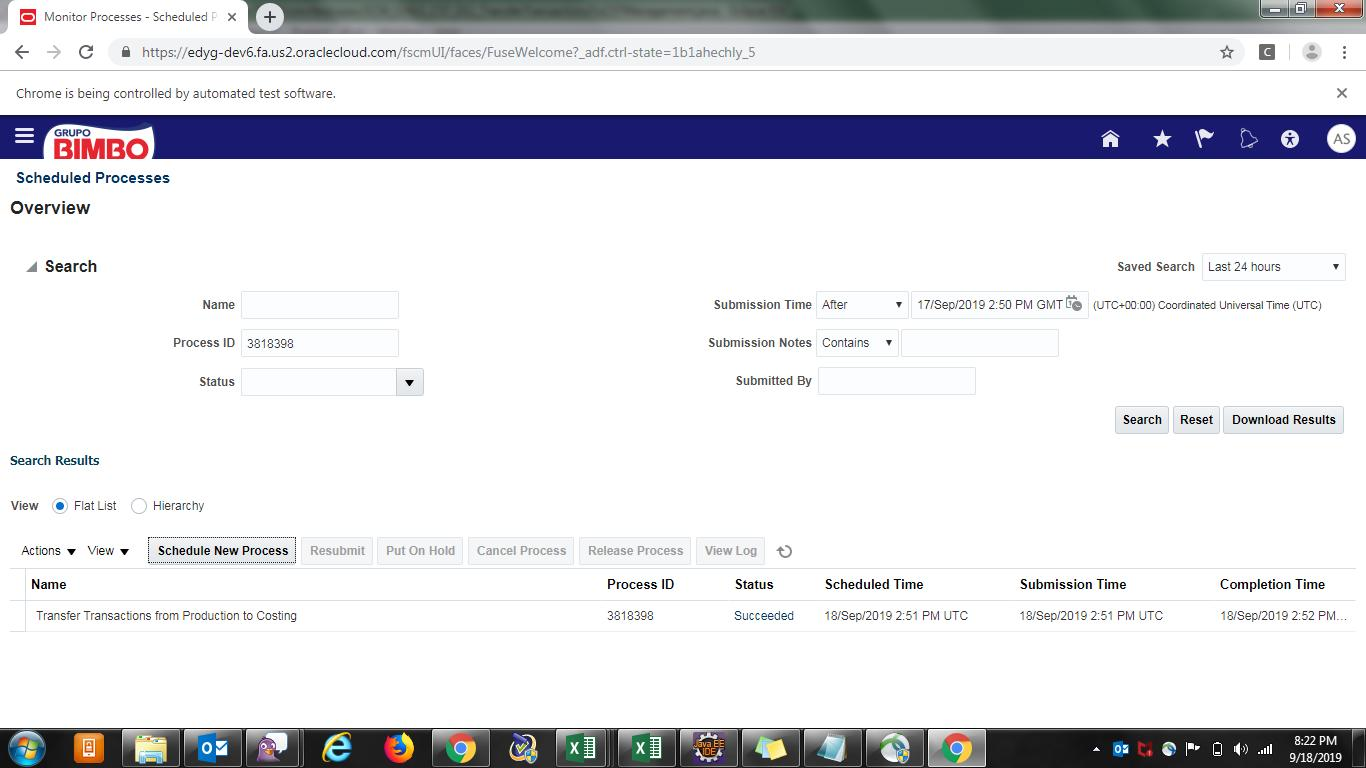 Monitor Processes - Scheduled P
https://edyg-dev6.fa.us2.oraclecloud.com/fscmUI/faces/FuseWelcome?_adf.ctrl-state=1b1ahechly_5
C
Chrome is being controlled by automated test software.
GRUPO
BIMBO
AS
Scheduled Processes
Overview
Search
Saved Search Last 24 hours
Name
Submission Time After 17/Sep/2019 2:50 PM GMT (UTC+00:00) Coordinated Universal Time (UTC)
Process ID 3818398
Submission Notes Contains
Status
Submitted By
Search Reset Download Results
Search Results
View Flat List Hierarchy
Actions View Schedule New Process Resubmit Put On Hold Cancel Process Release Process View Log
Name Process ID Status Scheduled Time Submission Time Completion Time
Transfer Transactions from Production to Costing 3818398 Succeeded 18/Sep/2019 2:51 PM UTC 18/Sep/2019 2:51 PM UTC 18/Sep/2019 2:52 PM...
Java EE
IDE
8:22 PM
9/18/2019